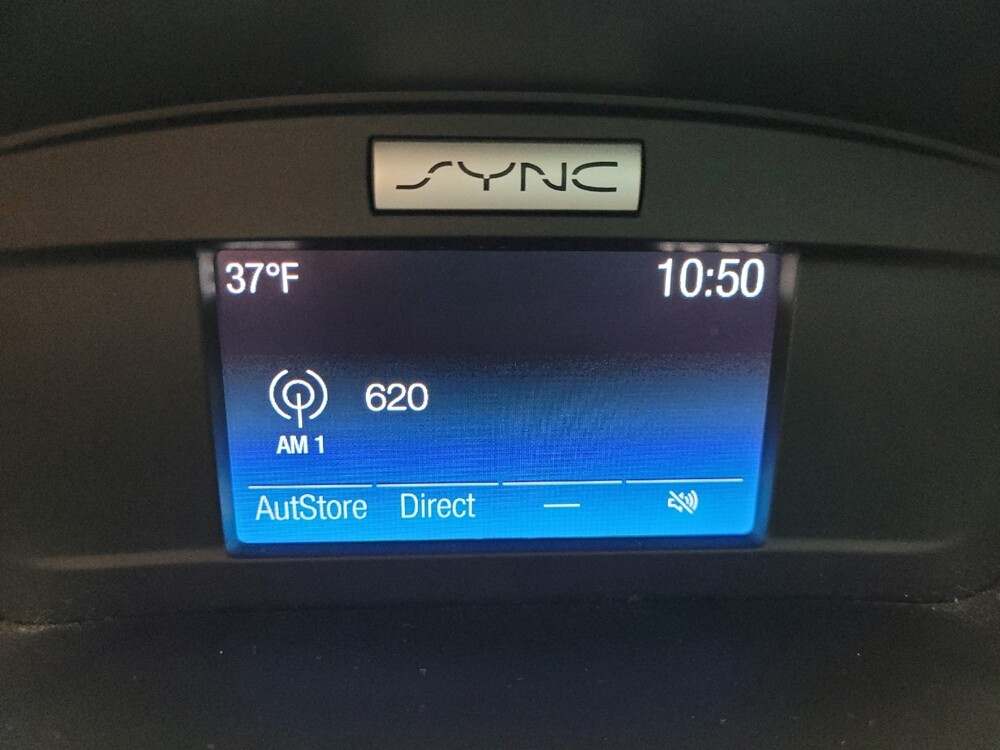 SYNC
37°F 10:50
620
AM 1
AutStore Direct —